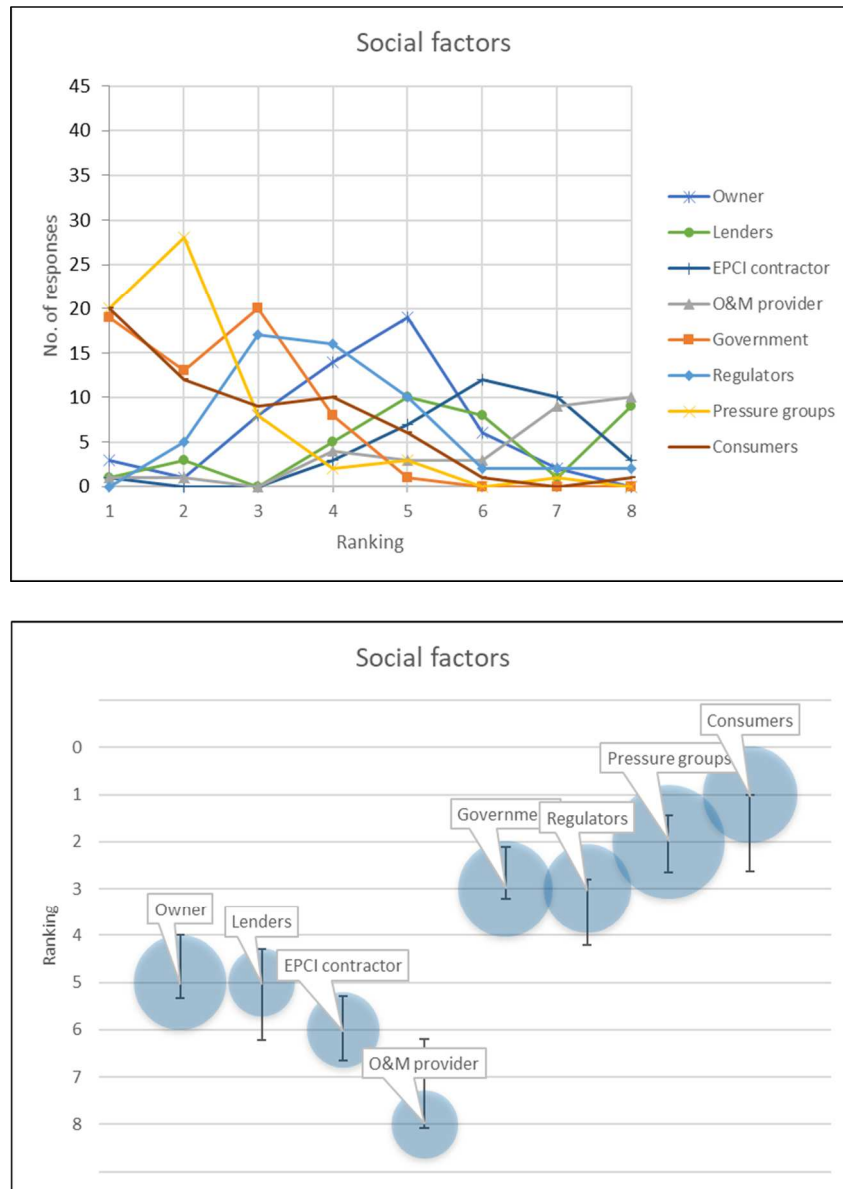 Social factors
45
40
35
30
25
20
15
10
5
0
No. of responses
1 2 3 4 5 6 7 8
Ranking
Owner
Lenders
EPCI contractor
O&M provider
Government
Regulators
Pressure groups
Consumers
Social factors
Ranking
0
1
2
3
4
5
6
7
8
Consumers
Pressure groups
Governme
Regulators
Owner
Lenders
EPCI contractor
O&M provider